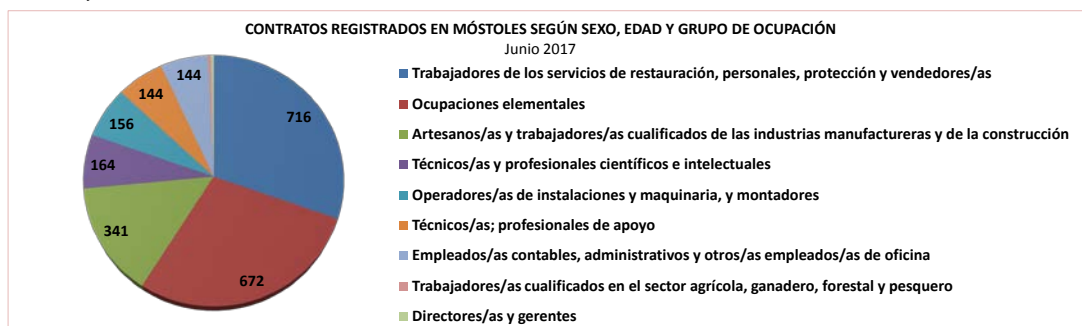 CONTRATOS REGISTRADOS EN MÓSTOLES SEGÚN SEXO, EDAD Y GRUPO DE OCUPACIÓN
Junio 2017
716
672
341
164
156
144
144
Trabajadores de los servicios de restauración, personales, protección y vendedores/as
Ocupaciones elementales
Artesanos/as y trabajadores/as cualificados de las industrias manufactureras y de la construcción
Técnicos/as y profesionales científicos e intelectuales
Operadores/as de instalaciones y maquinaria, y montadores
Técnicos/as; profesionales de apoyo
Empleados/as contables, administrativos y otros/as empleados/as de oficina
Trabajadores/as cualificados en el sector agrícola, ganadero, forestal y pesquero
Directores/as y gerentes